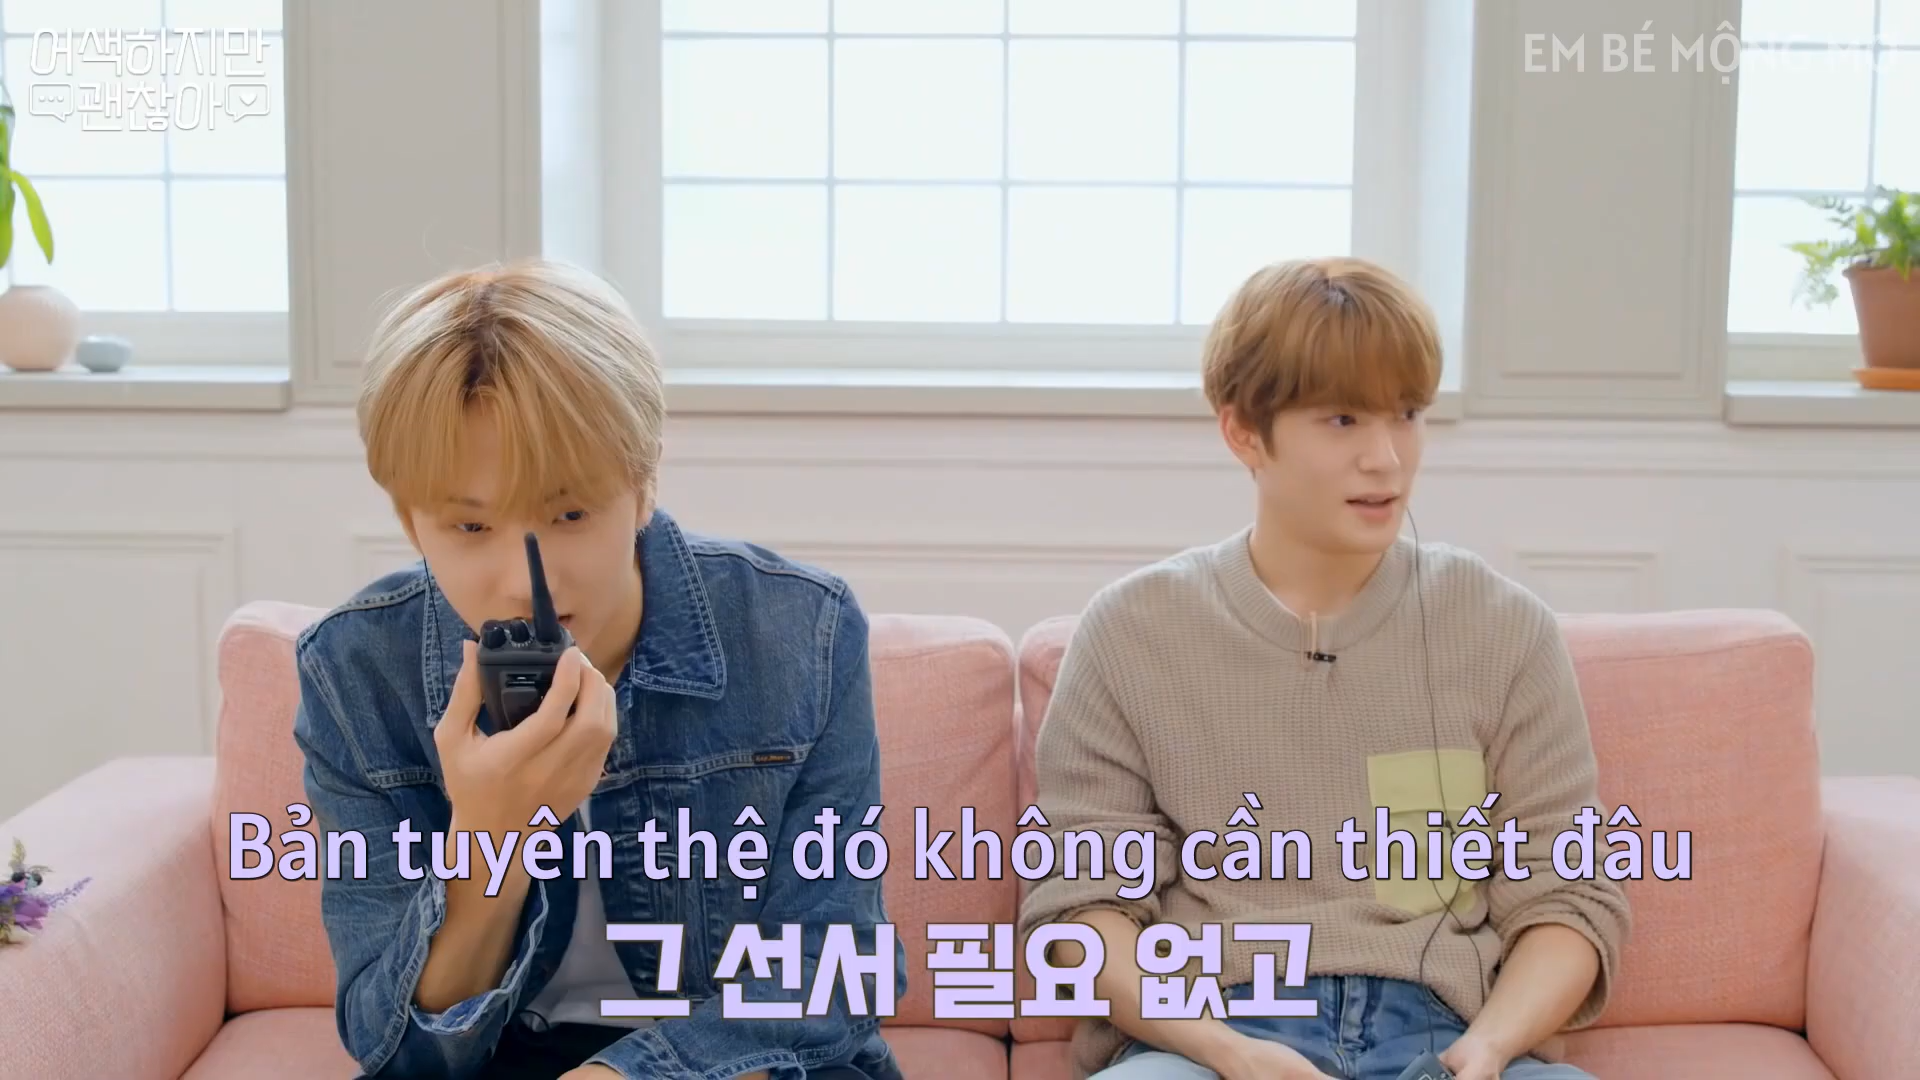 어색하지만
괜찮아
EM BÉ MỘNG MƠ
Bản tuyên thệ đó không cần thiết đâu
그 선서 필요 없고